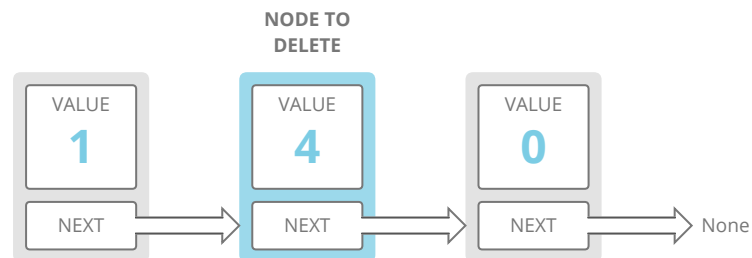 NODE TO
DELETE
VALUE
1
NEXT
VALUE
4
NEXT
VALUE
0
NEXT
None